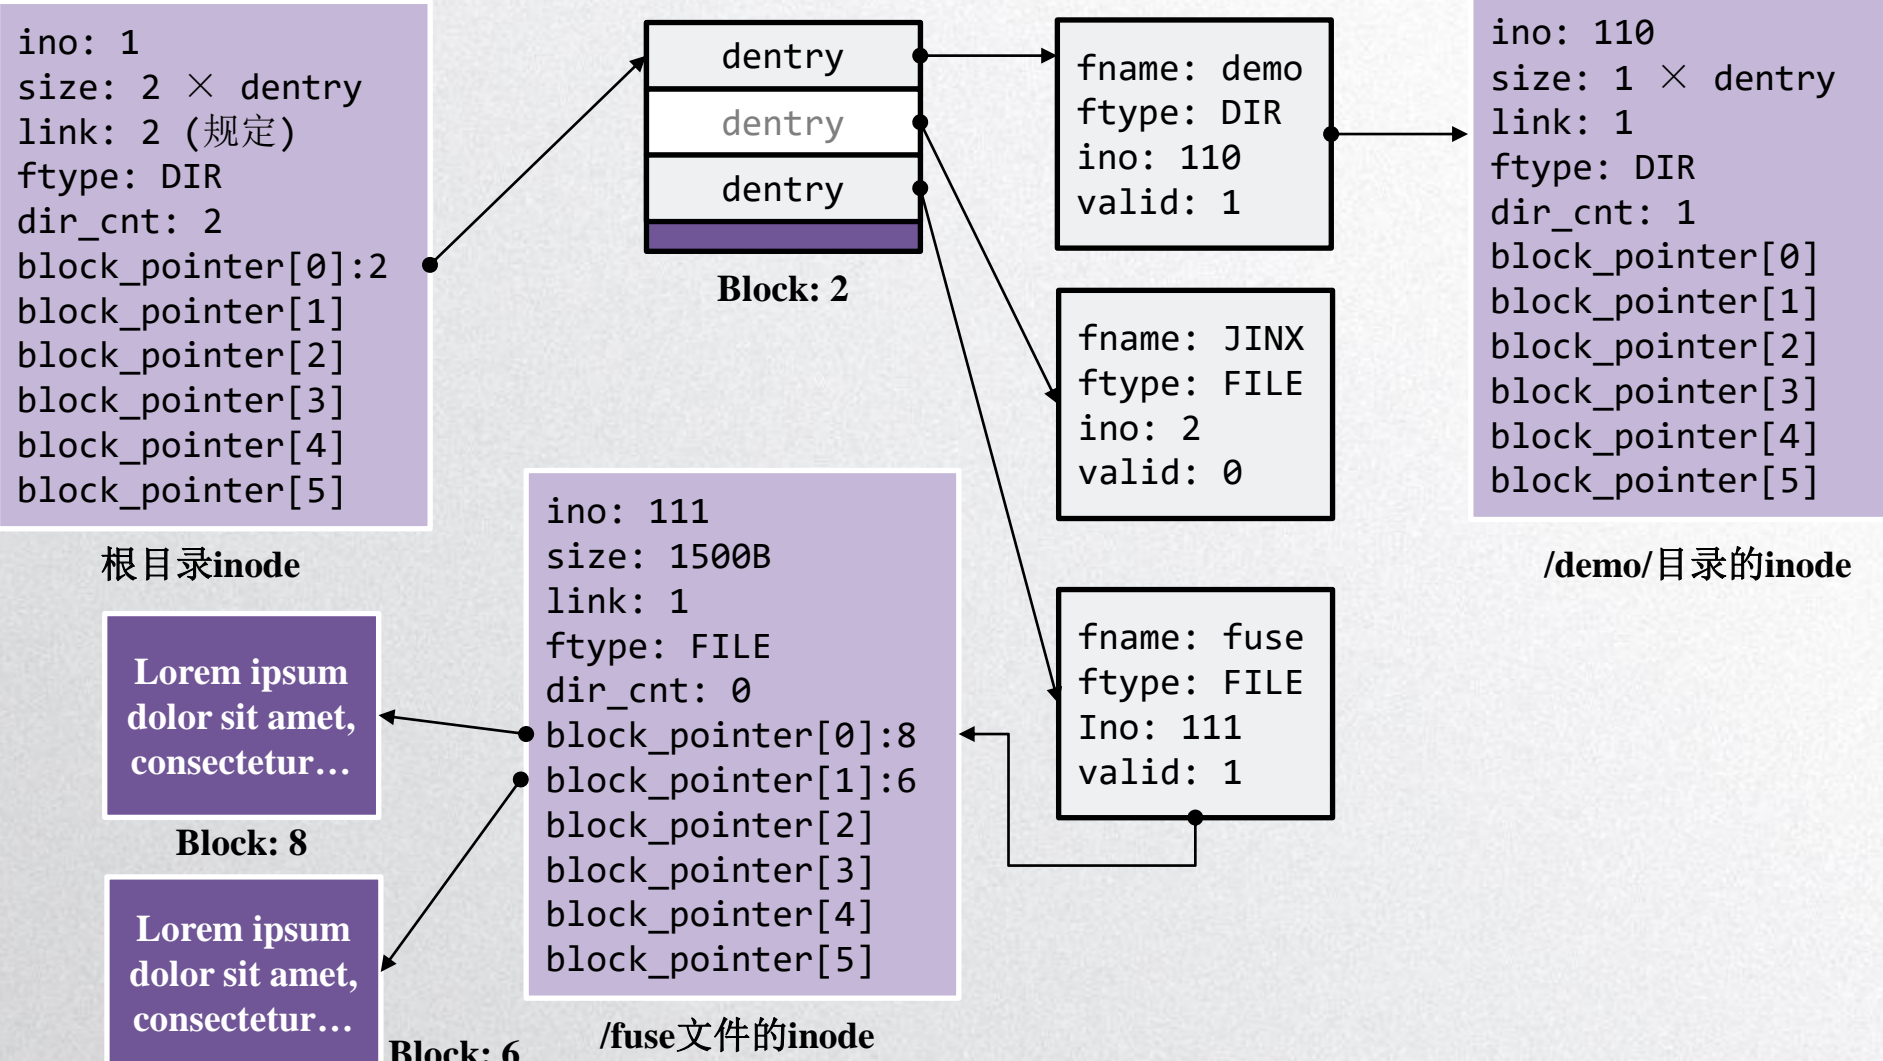 ino: 1
size: 2 × dentry
link: 2 (规定)
ftype: DIR
dir_cnt: 2
block_pointer[0]:2
block_pointer[1]
block_pointer[2]
block_pointer[3]
block_pointer[4]
block_pointer[5]
根目录inode
dentry
dentry
dentry
Block: 2
fname: demo
ftype: DIR
ino: 110
valid: 1
fname: JINX
ftype: FILE
ino: 2
valid: 0
fname: fuse
ftype: FILE
Ino: 111
valid: 1
ino: 110
size: 1 × dentry
link: 1
ftype: DIR
dir_cnt: 1
block_pointer[0]
block_pointer[1]
block_pointer[2]
block_pointer[3]
block_pointer[4]
block_pointer[5]
/demo/目录的inode
ino: 111
size: 1500B
link: 1
ftype: FILE
dir_cnt: 0
block_pointer[0]:8
block_pointer[1]:6
block_pointer[2]
block_pointer[3]
block_pointer[4]
block_pointer[5]
/fuse文件的inode
Lorem ipsum
dolor sit amet,
consectetur…
Block: 8
Lorem ipsum
dolor sit amet,
consectetur…
Block: 6